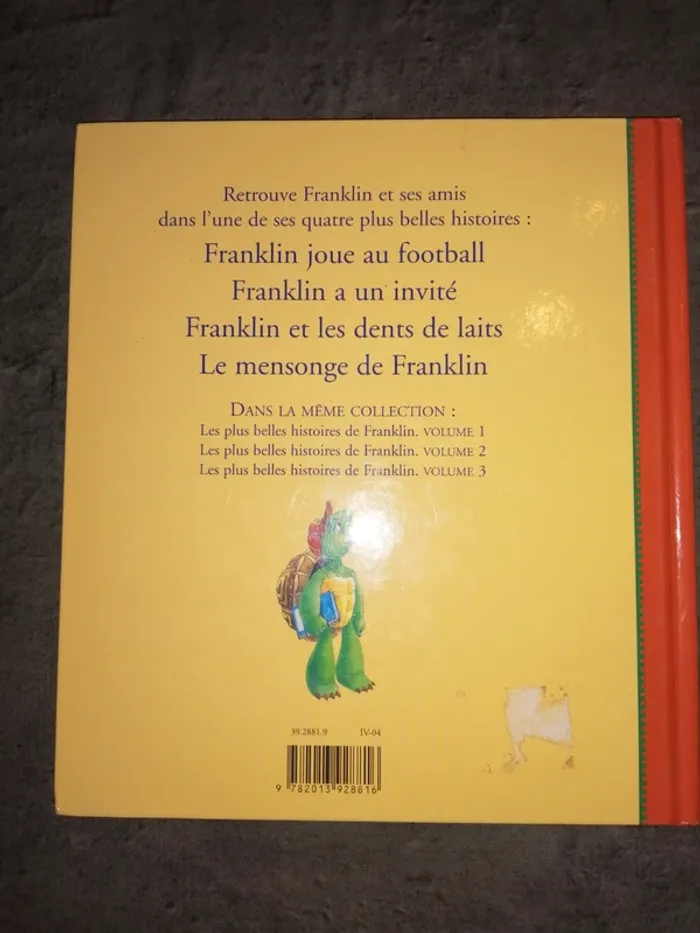 Retrouve Franklin et ses amis
dans l'une de ses quatre plus belles histoires :
Franklin joue au football
Franklin a un invité
Franklin et les dents de laits
Le mensonge de Franklin
DANS LA MÊME COLLECTION :
Les plus belles histoires de Franklin. VOLUME 1
Les plus belles histoires de Franklin. VOLUME 2
Les plus belles histoires de Franklin. VOLUME 3
39.2881.9 IV-04
9 782013 928816